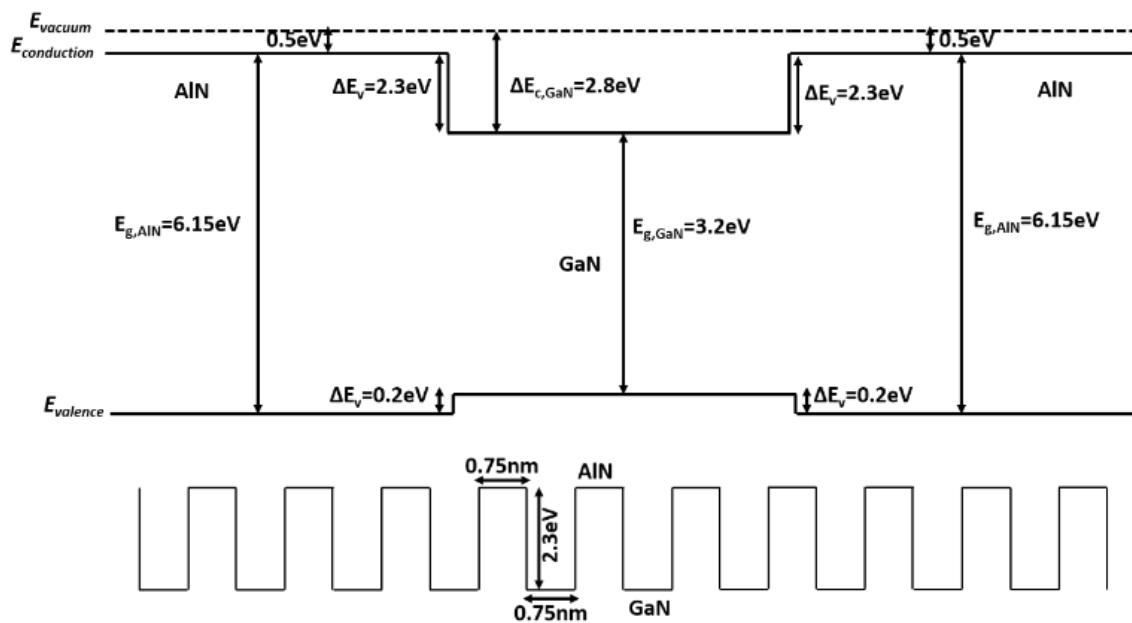 E_vacuum
0.5eV 0.5eV
E_conduction
AlN ΔE_v=2.3eV ΔE_c,GaN=2.8eV ΔE_v=2.3eV AlN
E_g,AlN=6.15eV E_g,GaN=3.2eV E_g,AlN=6.15eV
GaN
E_valence ΔE_v=0.2eV ΔE_v=0.2eV
0.75nm AlN
2.3eV
0.75nm GaN